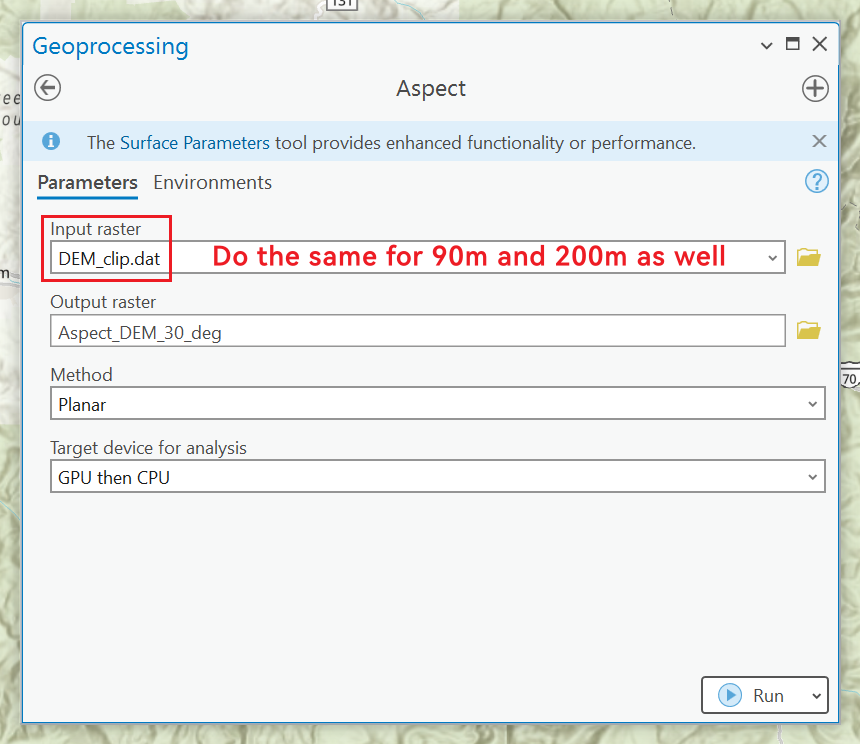 131
Geoprocessing
Aspect
The Surface Parameters tool provides enhanced functionality or performance.
Parameters Environments
Input raster
DEM_clip.dat
Do the same for 90m and 200m as well
Output raster
Aspect_DEM_30_deg
Method
Planar
70
Target device for analysis
GPU then CPU
Run